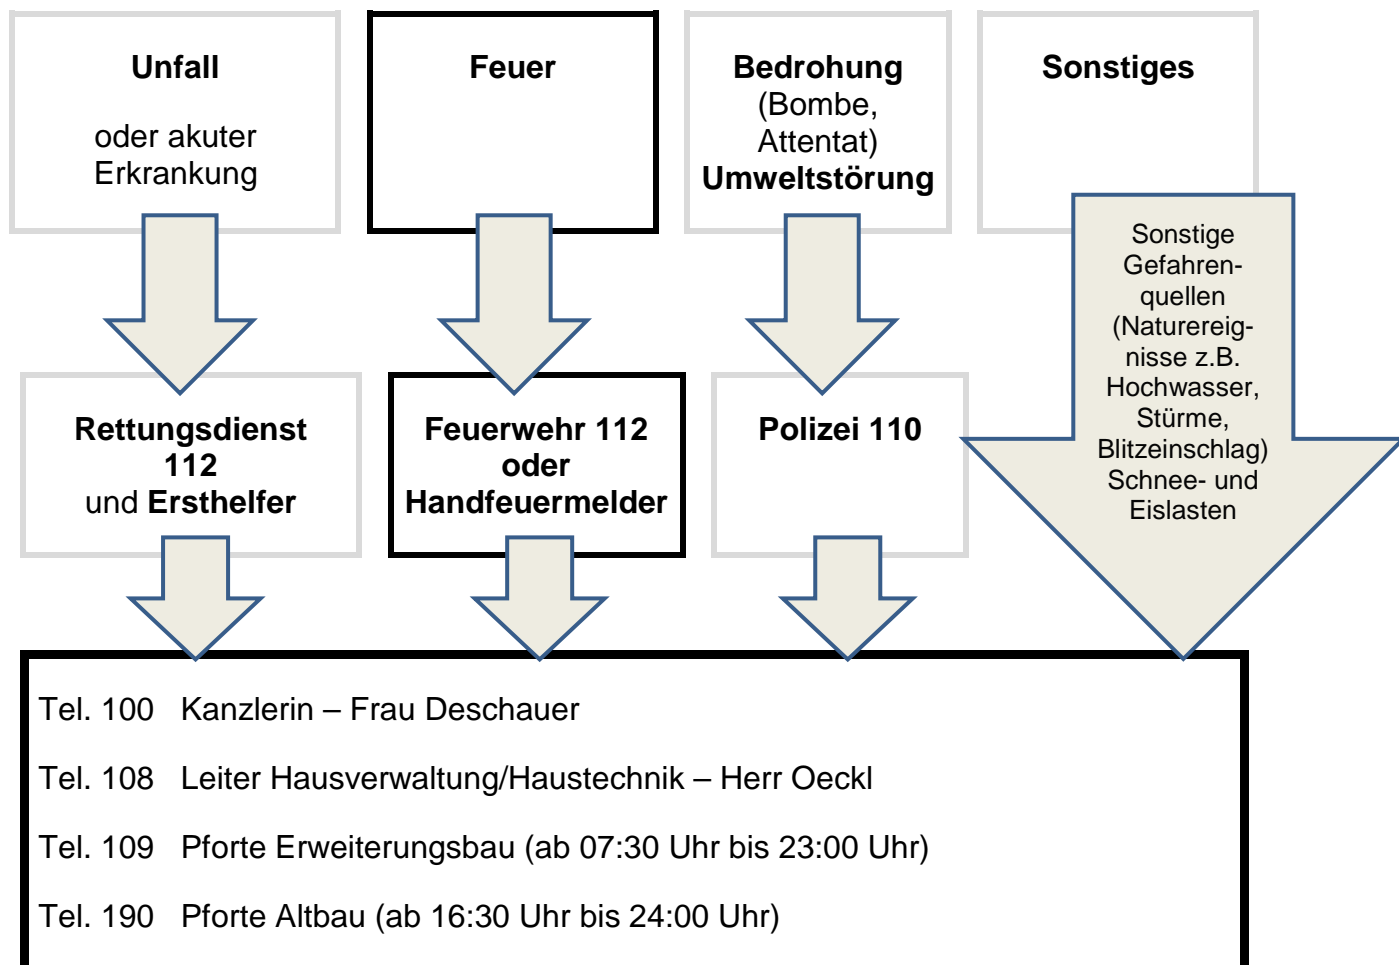 Unfall
oder akuter
Erkrankung
Feuer
Bedrohung
(Bombe,
Attentat)
Umweltstörung
Sonstiges
Sonstige
Gefahren-
quellen
(Naturereig-
nisse z.B.
Hochwasser,
Stürme,
Blitzeinschlag)
Schnee- und
Eislasten
Rettungsdienst
112
und Ersthelfer
Feuerwehr 112
oder
Handfeuermelder
Polizei 110
Tel. 100 Kanzlerin – Frau Deschauer
Tel. 108 Leiter Hausverwaltung/Haustechnik – Herr Oeckl
Tel. 109 Pforte Erweiterungsbau (ab 07:30 Uhr bis 23:00 Uhr)
Tel. 190 Pforte Altbau (ab 16:30 Uhr bis 24:00 Uhr)